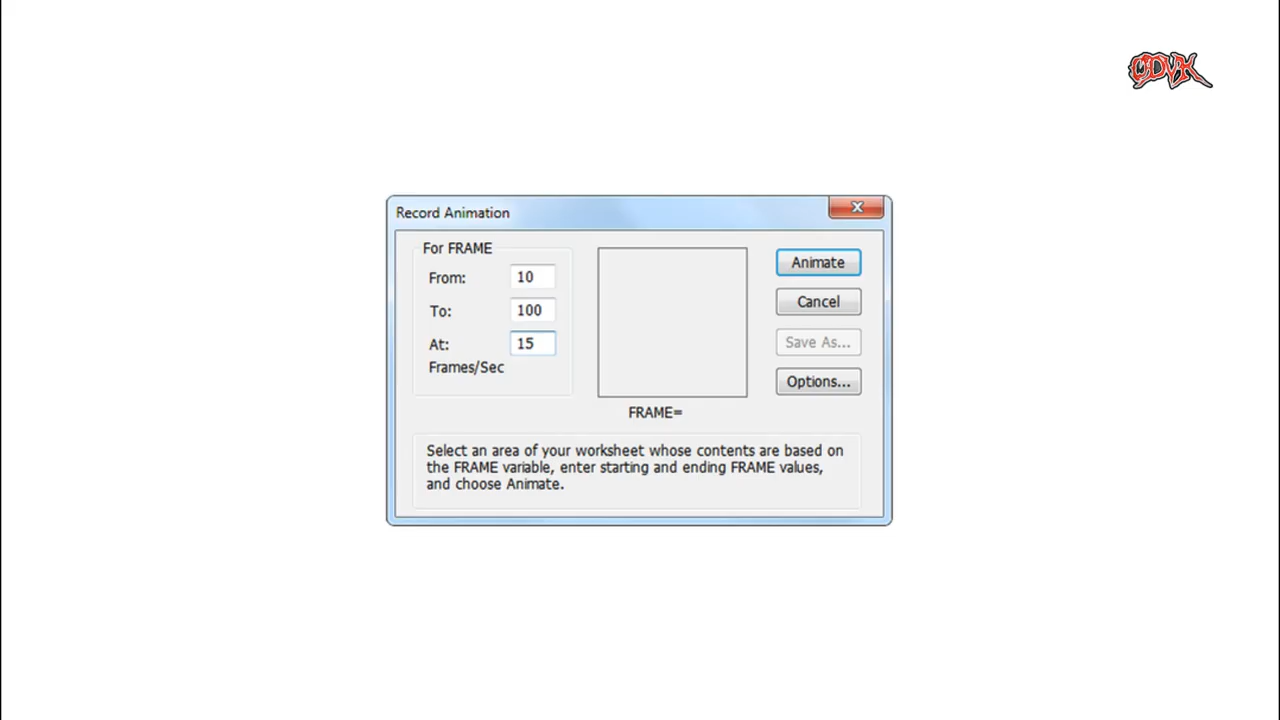 ODVK
Record Animation
For FRAME
From: 10
To: 100
At: 15
Frames/Sec
FRAME=
Animate
Cancel
Save As...
Options...
Select an area of your worksheet whose contents are based on
the FRAME variable, enter starting and ending FRAME values,
and choose Animate.